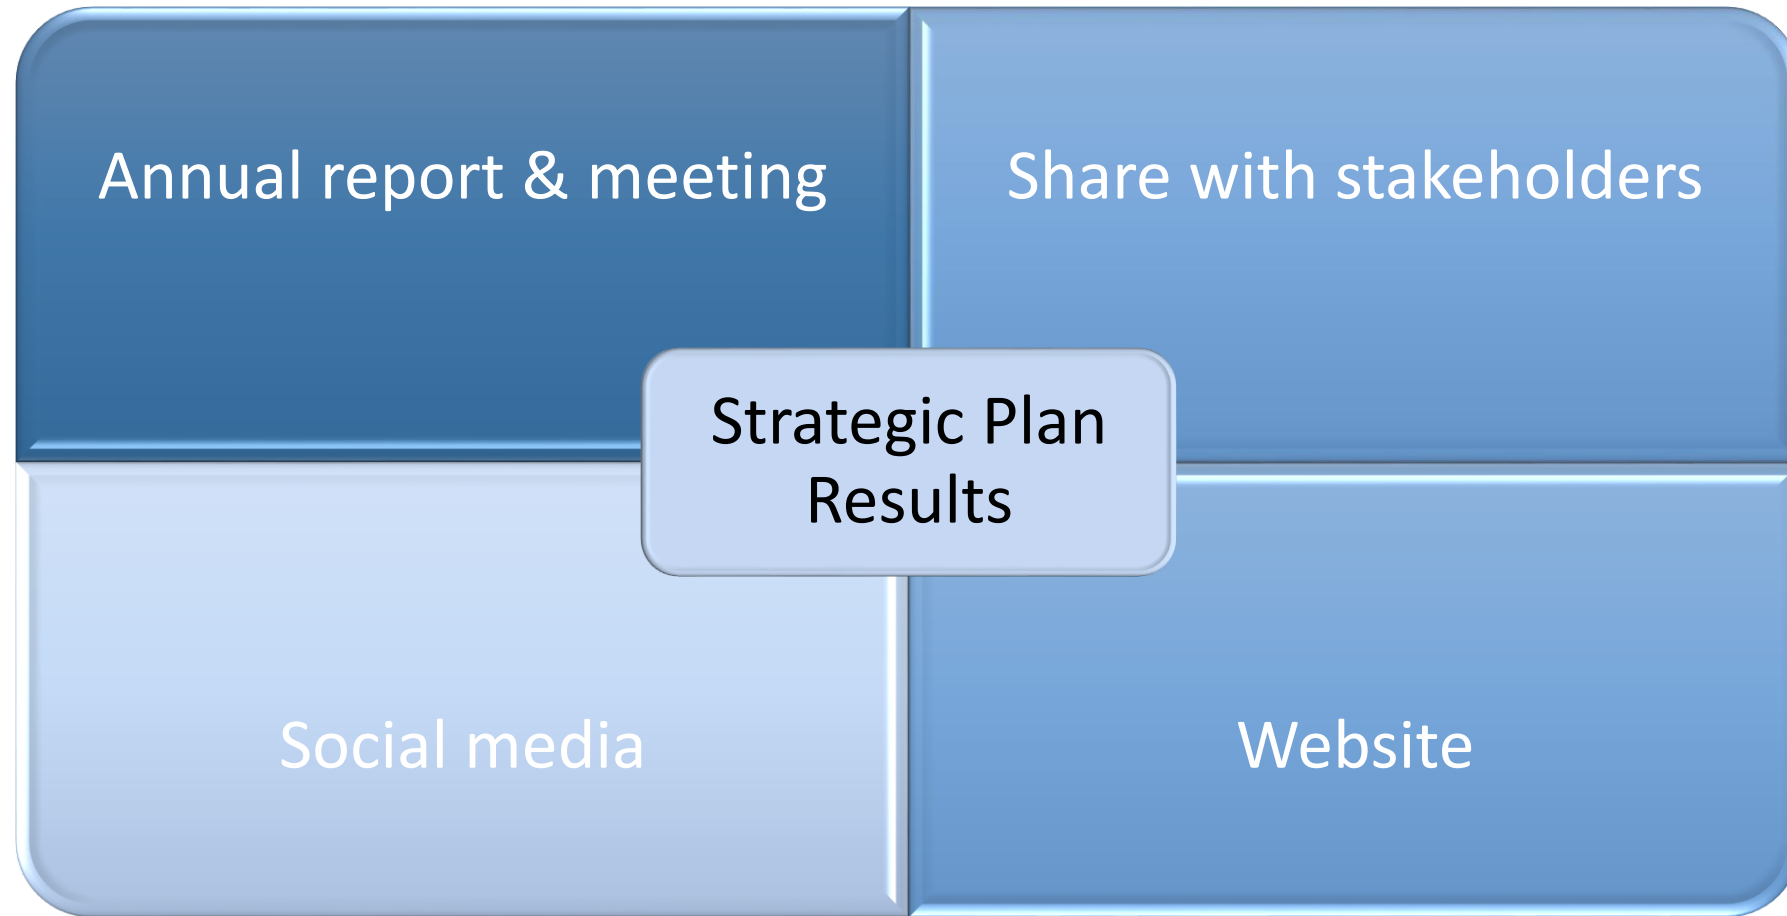 Annual report & meeting
Share with stakeholders
Strategic Plan
Results
Social media
Website